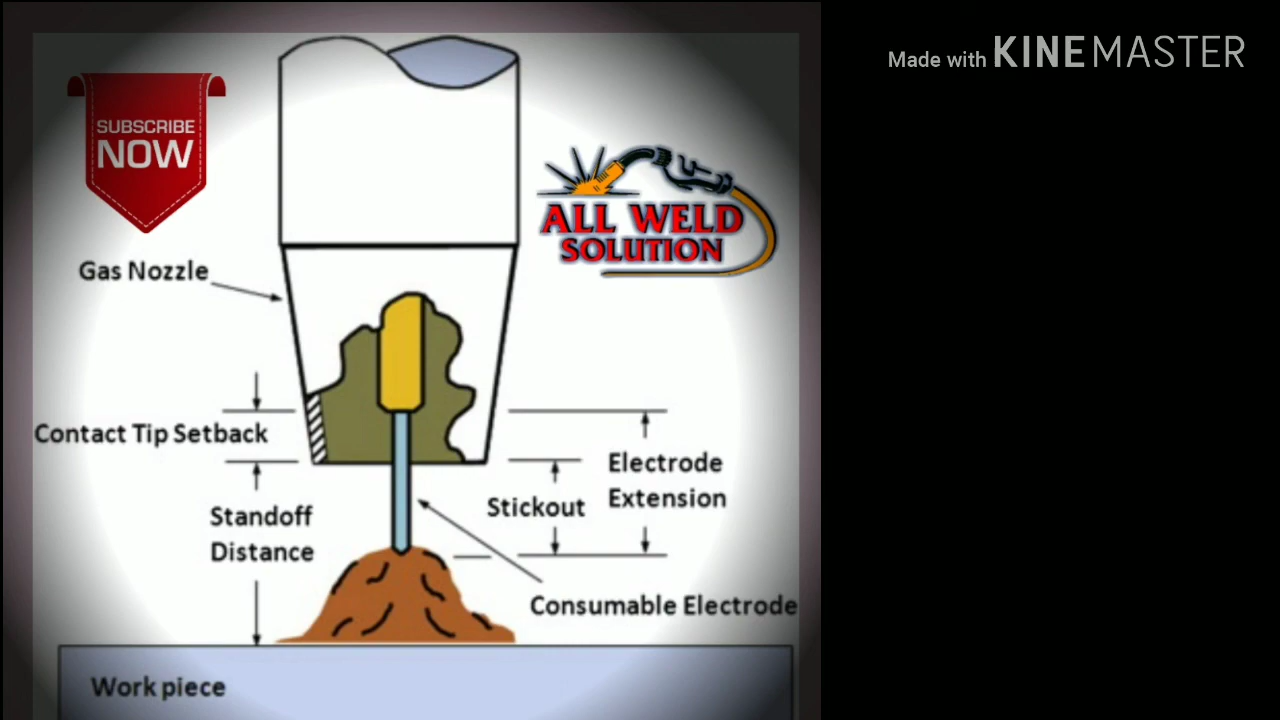 Made with KINEMASTER
SUBSCRIBE
NOW
ALL WELD
SOLUTION
Gas Nozzle
Contact Tip Setback
Electrode
Extension
Stickout
Standoff
Distance
Consumable Electrode
Work piece